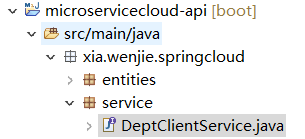 microservicecloud-api [boot]
src/main/java
xia.wenjie.springcloud
entities
service
DeptClientService.java